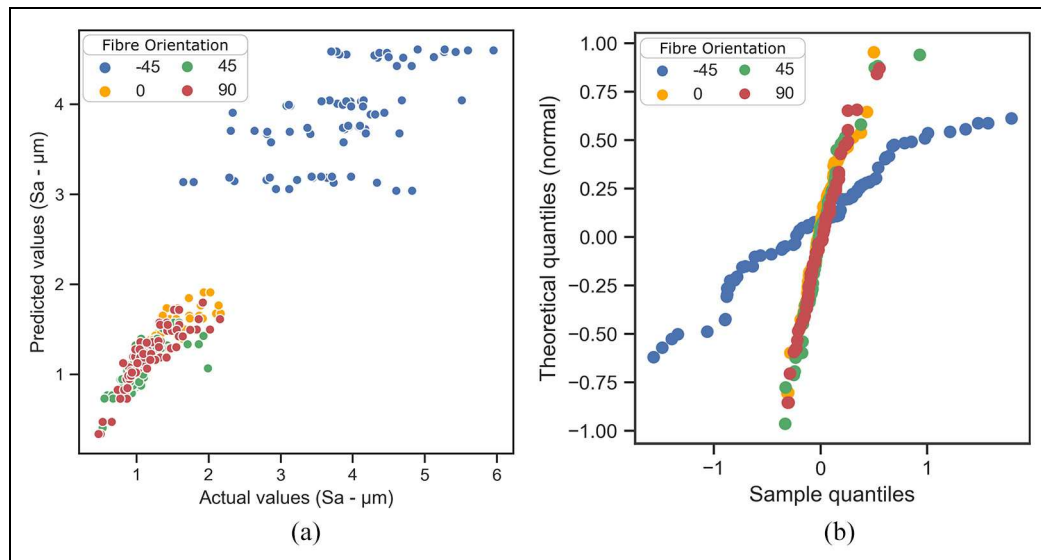 Fibre Orientation
-45 45
0 90
Predicted values (Sa - µm)
4
3
2
1
1 2 3 4 5 6
Actual values (Sa - µm)
(a)
Fibre Orientation
-45 45
0 90
Theoretical quantiles (normal)
1.00
0.75
0.50
0.25
0.00
−0.25
−0.50
−0.75
−1.00
−1 0 1
Sample quantiles
(b)